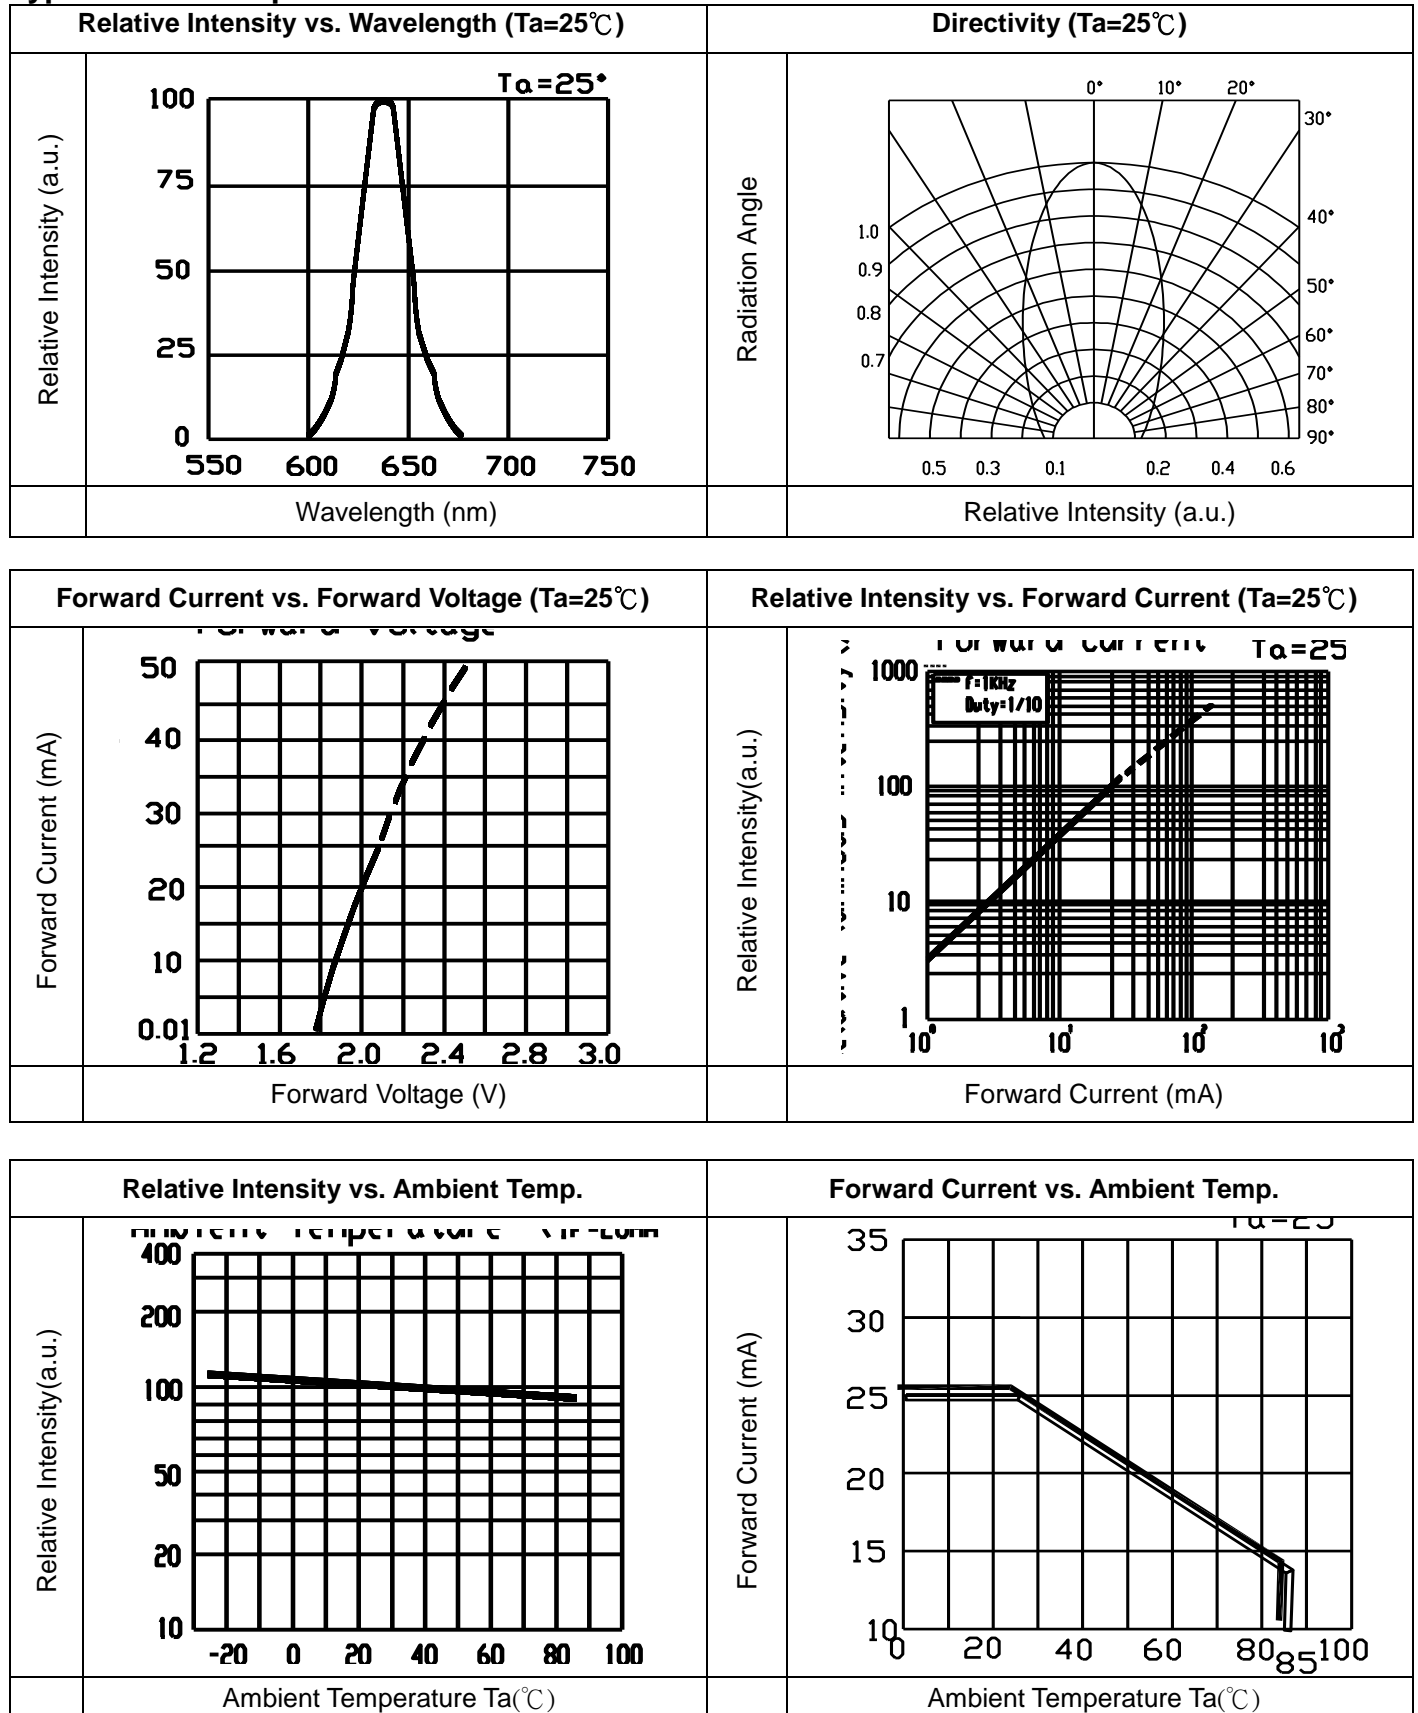 Relative Intensity vs. Wavelength (Ta=25℃)
Directivity (Ta=25℃)
Relative Intensity (a.u.)
Ta=25°
100
75
50
25
0
550 600 650 700 750
Wavelength (nm)
Radiation Angle
0° 10° 20°
30°
40°
50°
60°
70°
80°
90°
1.0
0.9
0.8
0.7
0.5 0.3 0.1 0.2 0.4 0.6
Relative Intensity (a.u.)
Forward Current vs. Forward Voltage (Ta=25℃)
Relative Intensity vs. Forward Current (Ta=25℃)
Forward Current (mA)
Forward Voltage
50
40
30
20
10
0.01
1.2 1.6 2.0 2.4 2.8 3.0
Forward Voltage (V)
Relative Intensity(a.u.)
Forward Current Ta=25
f=1KHz
Duty=1/10
1000
100
10
1
10⁰ 10¹ 10² 10³
Forward Current (mA)
Relative Intensity vs. Ambient Temp.
Forward Current vs. Ambient Temp.
Relative Intensity(a.u.)
Ambient Temperature
400
200
100
50
20
10
-20 0 20 40 60 80 100
Ambient Temperature Ta(℃)
Forward Current (mA)
Ta=25
35
30
25
20
15
10
0 20 40 60 80 85 100
Ambient Temperature Ta(℃)